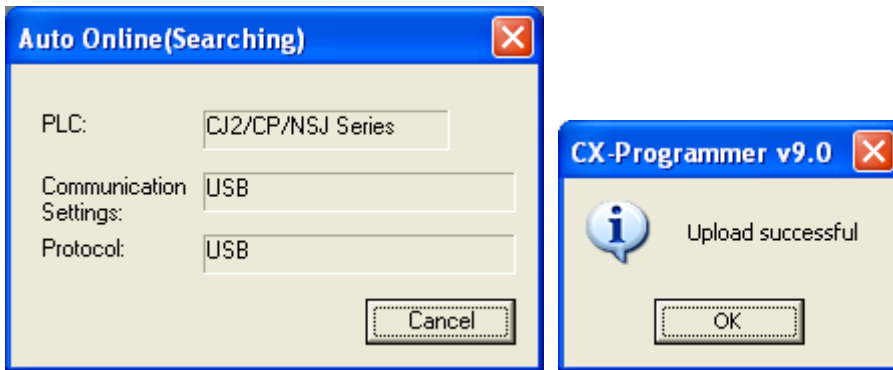 Auto Online(Searching)
PLC:
CJ2/CP/NSJ Series
Communication
Settings:
USB
Protocol:
USB
Cancel
CX-Programmer v9.0
Upload successful
OK